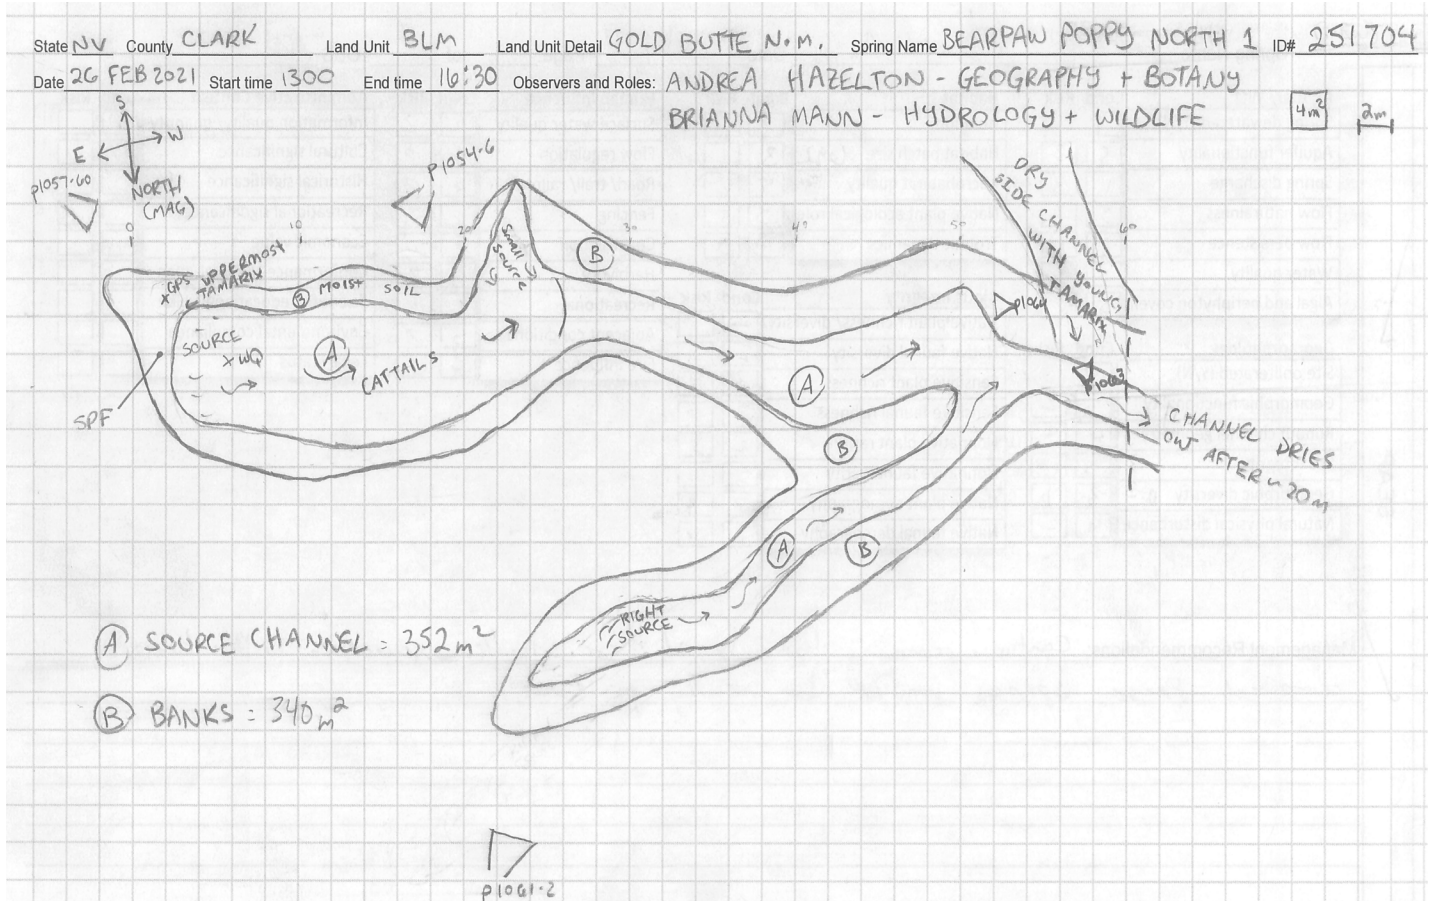 State NV County CLARK Land Unit BLM Land Unit Detail GOLD BUTTE N.M. Spring Name BEARPAW POPPY NORTH 1 ID# 251704
Date 26 FEB 2021 Start time 1300 End time 16:30 Observers and Roles: ANDREA HAZELTON - GEOGRAPHY + BOTANY
BRIANNA MANN - HYDROLOGY + WILDLIFE
4m²
2m
S
E
W
NORTH
(MAG)
P1057-60
P1054-6
0
10
20
30
40
50
60
DRY
SIDE CHANNEL
WITH YOUNG
TAMARIX
x GPS
UPPERMOST
TAMARIX
B
MOIST SOIL
Small
source
B
P1064
SOURCE
x WQ
A
CATTAILS
A
P1063
SPF
B
CHANNEL DRIES
OUT AFTER ~ 20m
A
B
RIGHT
SOURCE
A SOURCE CHANNEL = 352m²
B BANKS = 340m²
P1061-2